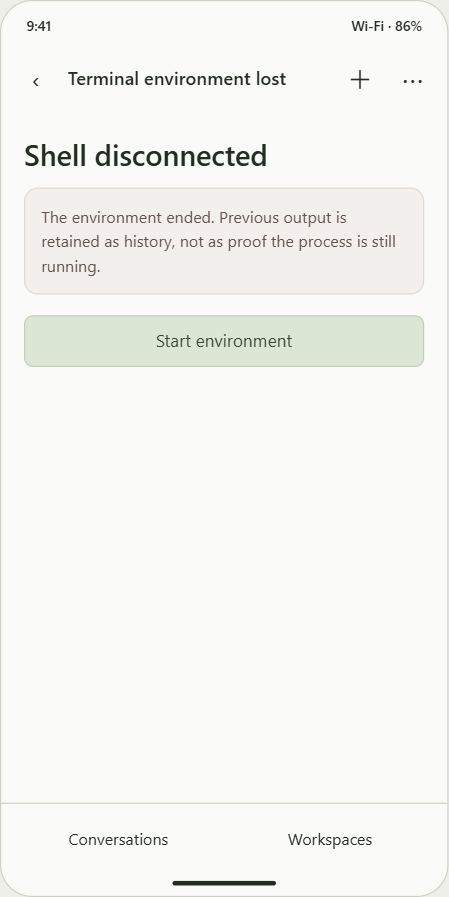 9:41
Wi-Fi · 86%
‹ Terminal environment lost + ...
Shell disconnected
The environment ended. Previous output is
retained as history, not as proof the process is still
running.
Start environment
Conversations
Workspaces